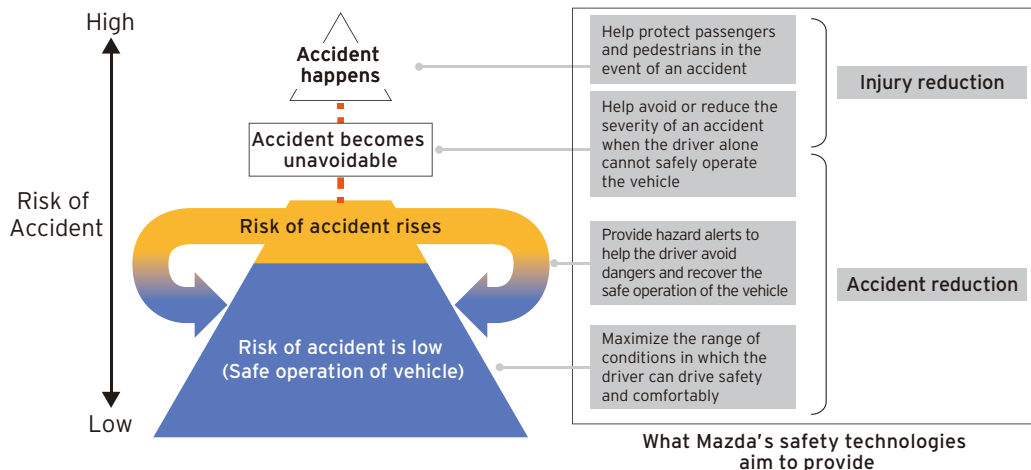 High
Risk of
Accident
Low
Accident
happens
Accident becomes
unavoidable
Risk of accident rises
Risk of accident is low
(Safe operation of vehicle)
Help protect passengers
and pedestrians in the
event of an accident
Help avoid or reduce the
severity of an accident
when the driver alone
cannot safely operate
the vehicle
Provide hazard alerts to
help the driver avoid
dangers and recover the
safe operation of the vehicle
Maximize the range of
conditions in which the
driver can drive safety
and comfortably
Injury reduction
Accident reduction
What Mazda's safety technologies
aim to provide